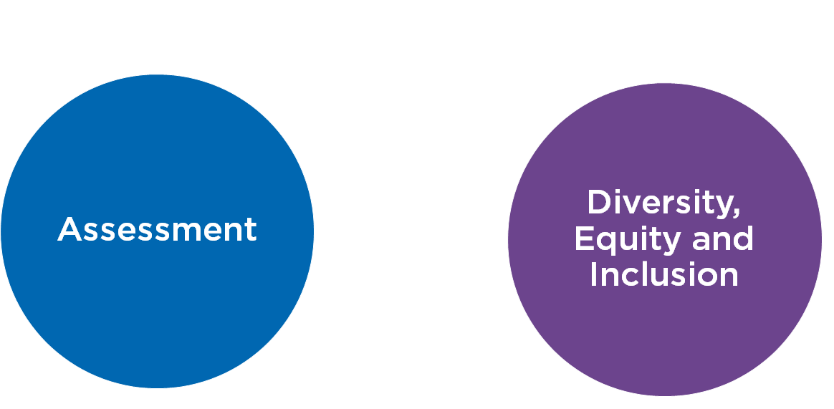 Assessment
Diversity,
Equity and
Inclusion